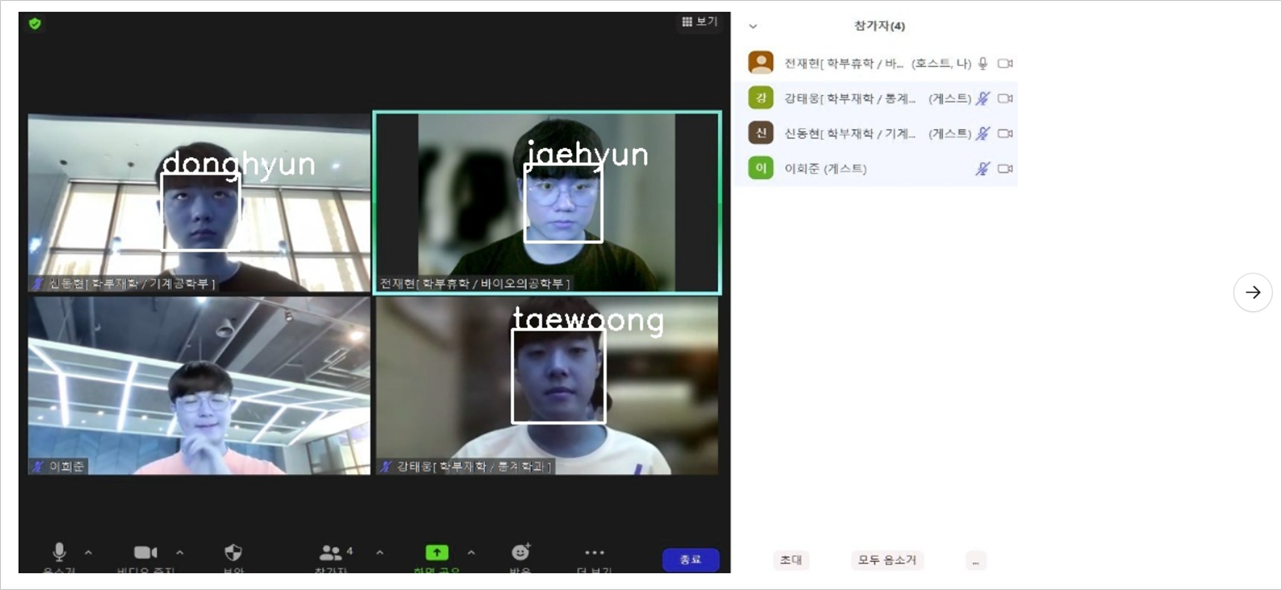 보기
donghyun
jaehyun
신동현[ 학부재학 / 기계공학부 ]
전재현[ 학부휴학 / 바이오의공학부 ]
taewoong
이희준
강태웅[ 학부재학 / 통계학과 ]
음소거
비디오 중지
보안
4
참가자
화면 공유
반응
더 보기
종료
참가자(4)
전재현[ 학부휴학 / 바... (호스트, 나)
강 강태웅[ 학부재학 / 통계... (게스트)
신 신동현[ 학부재학 / 기계... (게스트)
이 이희준 (게스트)
초대 모두 음소거 ...